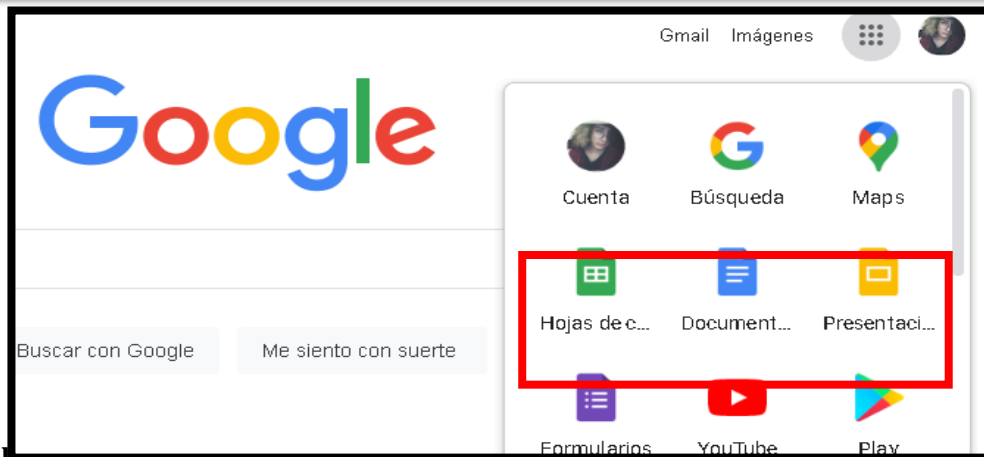 Gmail Imágenes
Google
Cuenta Búsqueda Maps
Hojas de c... Document... Presentaci...
Buscar con Google Me siento con suerte
Formularios YouTube Play